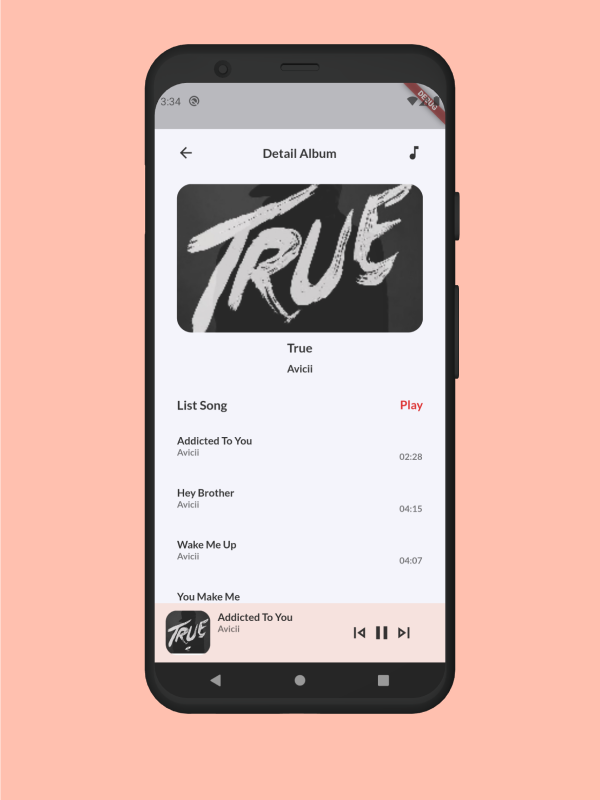 3:34
DEBUG
Detail Album
TRUE
True
Avicii
List Song
Play
Addicted To You
Avicii
02:28
Hey Brother
Avicii
04:15
Wake Me Up
Avicii
04:07
You Make Me
TRUE
Addicted To You
Avicii